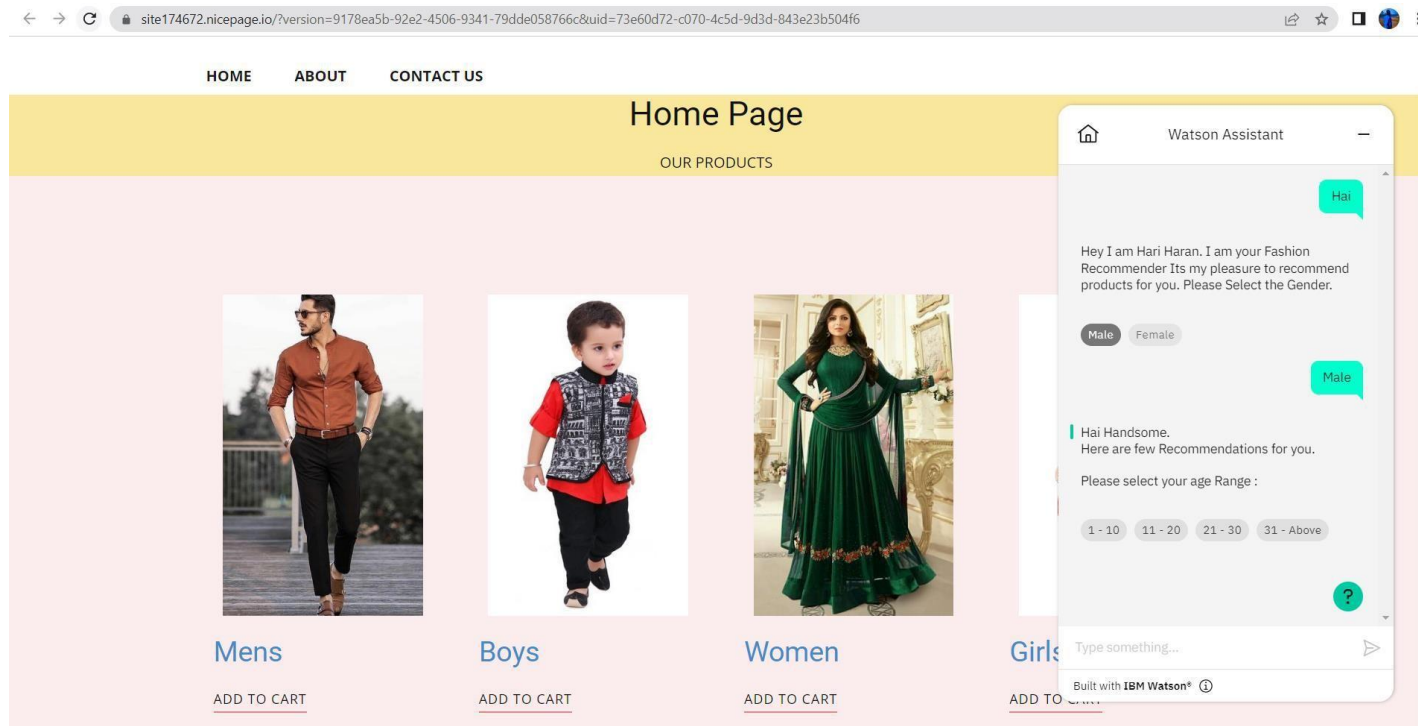 site174672.nicepage.io/?version=9178ea5b-92e2-4506-9341-79dde058766c&uid=73e60d72-c070-4c5d-9d3d-843e23b504f6
HOME ABOUT CONTACT US
Home Page
OUR PRODUCTS
Mens
ADD TO CART
Boys
ADD TO CART
Women
ADD TO CART
Girls
ADD TO CART
Watson Assistant
Hai
Hey I am Hari Haran. I am your Fashion
Recommender Its my pleasure to recommend
products for you. Please Select the Gender.
Male Female
Male
Hai Handsome.
Here are few Recommendations for you.
Please select your age Range :
1 - 10 11 - 20 21 - 30 31 - Above
?
Type something...
Built with IBM Watson®